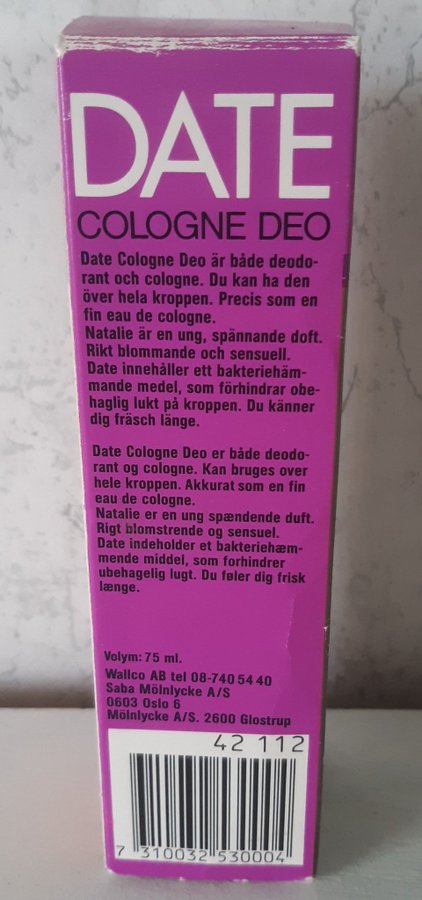 DATE
COLOGNE DEO
Date Cologne Deo är både deodo-
rant och cologne. Du kan ha den
över hela kroppen. Precis som en
fin eau de cologne.
Natalie är en ung, spännande doft.
Rikt blommande och sensuell.
Date innehåller ett bakteriehäm-
mande medel, som förhindrar obe-
haglig lukt på kroppen. Du känner
dig fräsch länge.
Date Cologne Deo er både deodo-
rant og cologne. Kan bruges over
hele kroppen. Akkurat som en fin
eau de cologne.
Natalie er en ung spændende duft.
Rigt blomstrende og sensuel.
Date indeholder et bakteriehæm-
mende middel, som forhindrer
ubehagelig lugt. Du føler dig frisk
længe.
Volym: 75 ml.
Wallco AB tel 08-740 54 40
Saba Mölnlycke A/S
0603 Oslo 6
Mölnlycke A/S. 2600 Glostrup
42 112
7 310032 530004